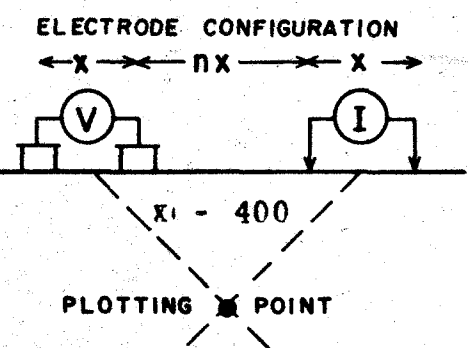 ELECTRODE CONFIGURATION
x nx x
V I
x - 400
PLOTTING POINT